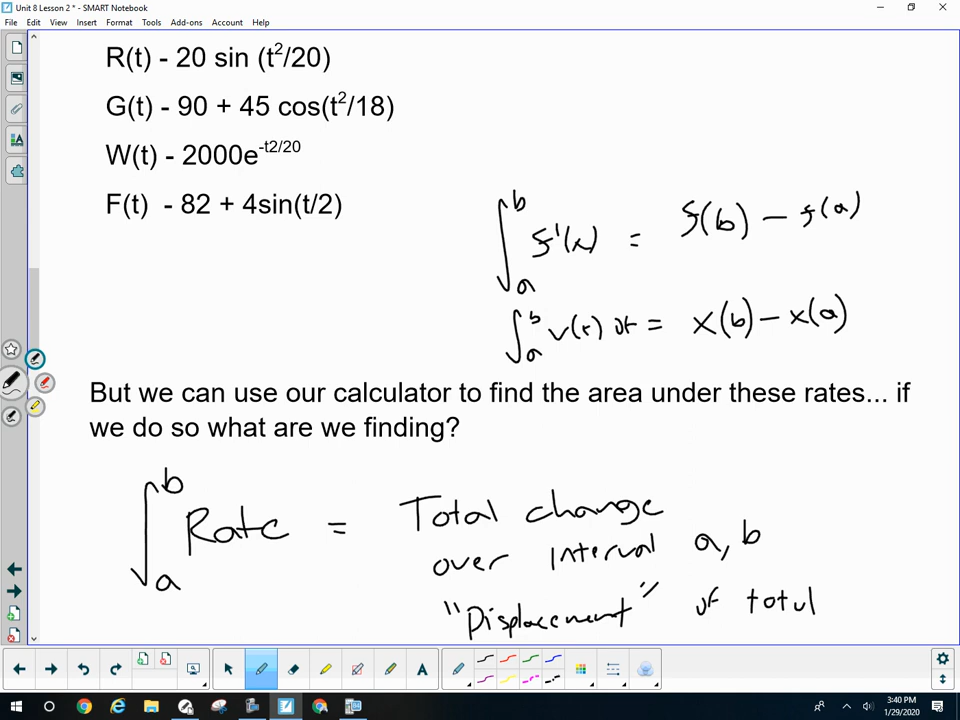 Unit 8 Lesson 2 * - SMART Notebook
File Edit View Insert Format Tools Add-ons Account Help
R(t) - 20 sin (t²/20)
G(t) - 90 + 45 cos(t²/18)
W(t) - 2000e^-t2/20
F(t) - 82 + 4sin(t/2)
∫ₐᵇ f'(x) = f(b) - f(a)
∫ₐᵇ v(t) dt = x(b) - x(a)
But we can use our calculator to find the area under these rates... if
we do so what are we finding?
∫ₐᵇ Rate = Total change
over interval a, b
"Displacement" of total
A
3:40 PM
1/29/2020